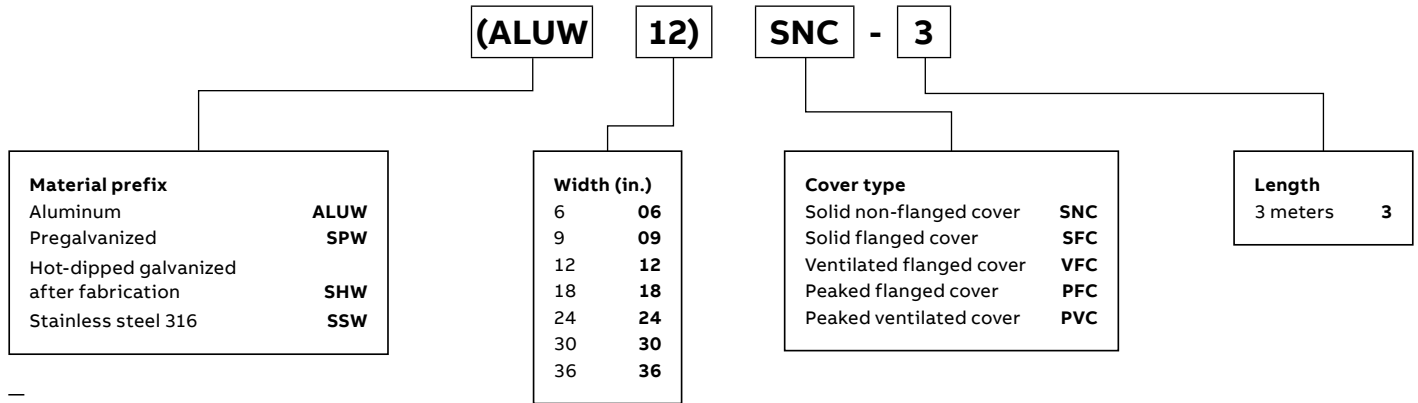 (ALUW 12) SNC - 3
Material prefix
Aluminum ALUW
Pregalvanized SPW
Hot-dipped galvanized
after fabrication SHW
Stainless steel 316 SSW
Width (in.)
6 06
9 09
12 12
18 18
24 24
30 30
36 36
Cover type
Solid non-flanged cover SNC
Solid flanged cover SFC
Ventilated flanged cover VFC
Peaked flanged cover PFC
Peaked ventilated cover PVC
Length
3 meters 3
—